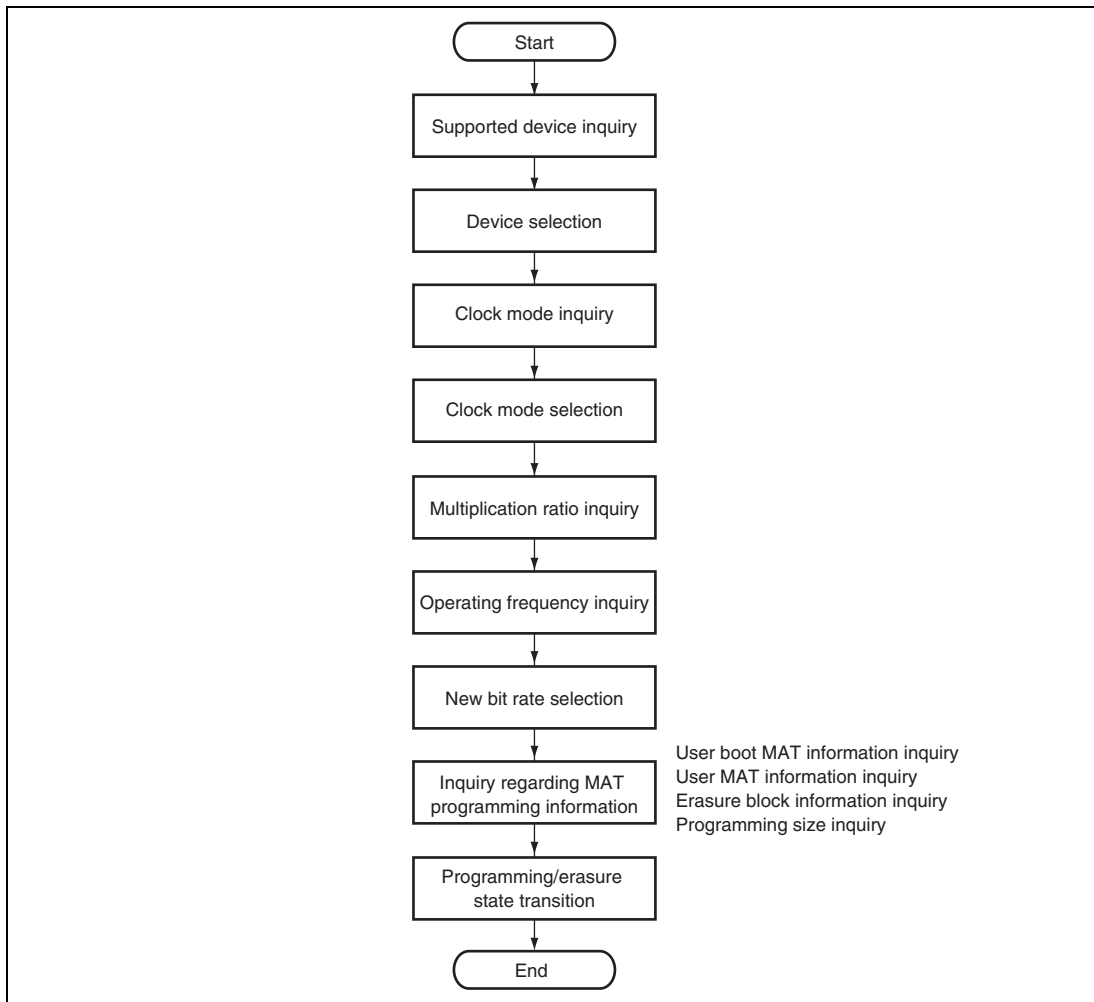 Start
Supported device inquiry
Device selection
Clock mode inquiry
Clock mode selection
Multiplication ratio inquiry
Operating frequency inquiry
New bit rate selection
Inquiry regarding MAT
programming information
User boot MAT information inquiry
User MAT information inquiry
Erasure block information inquiry
Programming size inquiry
Programming/erasure
state transition
End